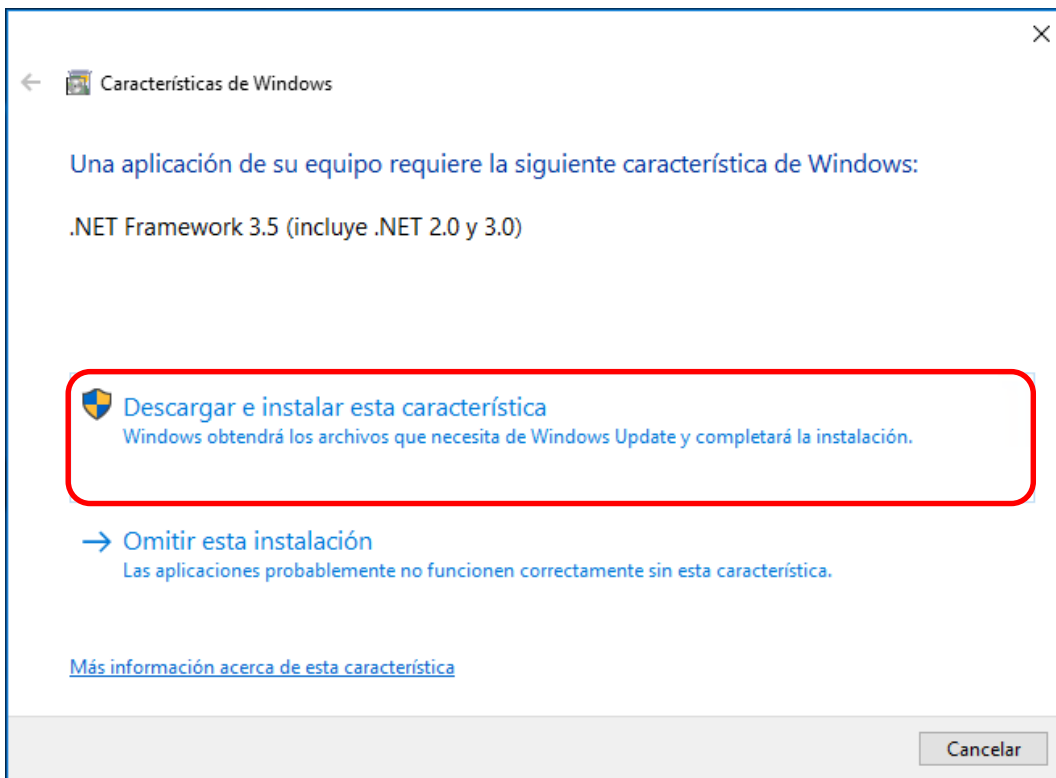 Características de Windows
Una aplicación de su equipo requiere la siguiente característica de Windows:
.NET Framework 3.5 (incluye .NET 2.0 y 3.0)
Descargar e instalar esta característica
Windows obtendrá los archivos que necesita de Windows Update y completará la instalación.
Omitir esta instalación
Las aplicaciones probablemente no funcionen correctamente sin esta característica.
Más información acerca de esta característica
Cancelar